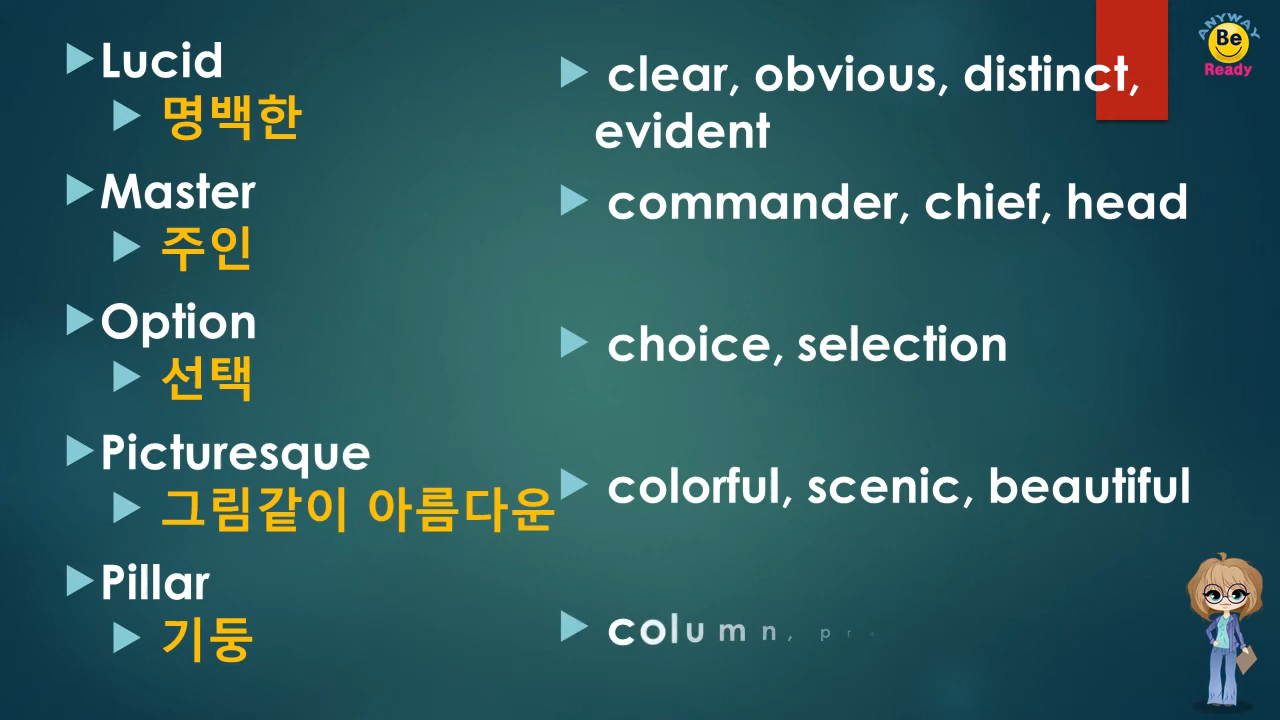 Lucid
명백한
clear, obvious, distinct,
evident
Master
주인
commander, chief, head
Option
선택
choice, selection
Picturesque
그림같이 아름다운
colorful, scenic, beautiful
Pillar
기둥
column,
ANYWAY
Be
Ready